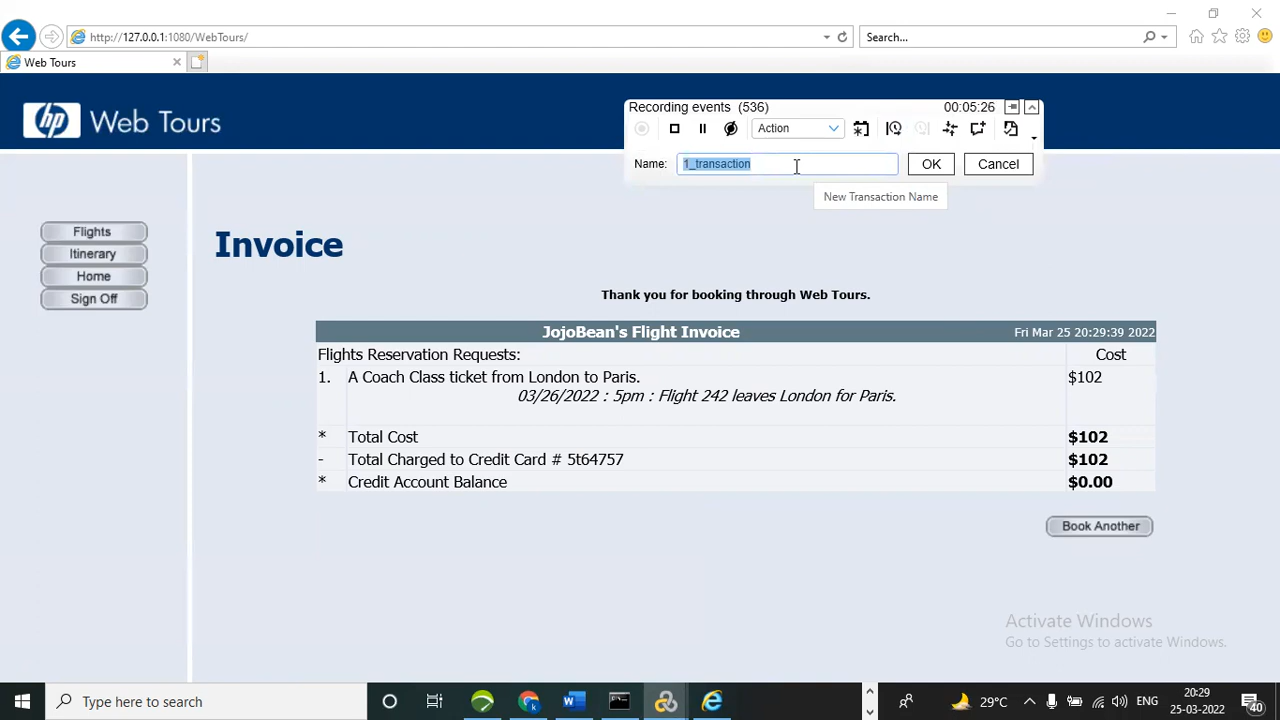 http://127.0.0.1:1080/WebTours/
Search...
Web Tours
hp Web Tours
Recording events (536) 00:05:26
Action
Name: 1_transaction OK Cancel
New Transaction Name
Flights
Itinerary
Home
Sign Off
Invoice
Thank you for booking through Web Tours.
JojoBean's Flight Invoice Fri Mar 25 20:29:39 2022
Flights Reservation Requests: Cost
1. A Coach Class ticket from London to Paris. $102
03/26/2022 : 5pm : Flight 242 leaves London for Paris.
* Total Cost $102
- Total Charged to Credit Card # 5t64757 $102
* Credit Account Balance $0.00
Book Another
Activate Windows
Go to Settings to activate Windows.
Type here to search
29°C
ENG
20:29
25-03-2022
40